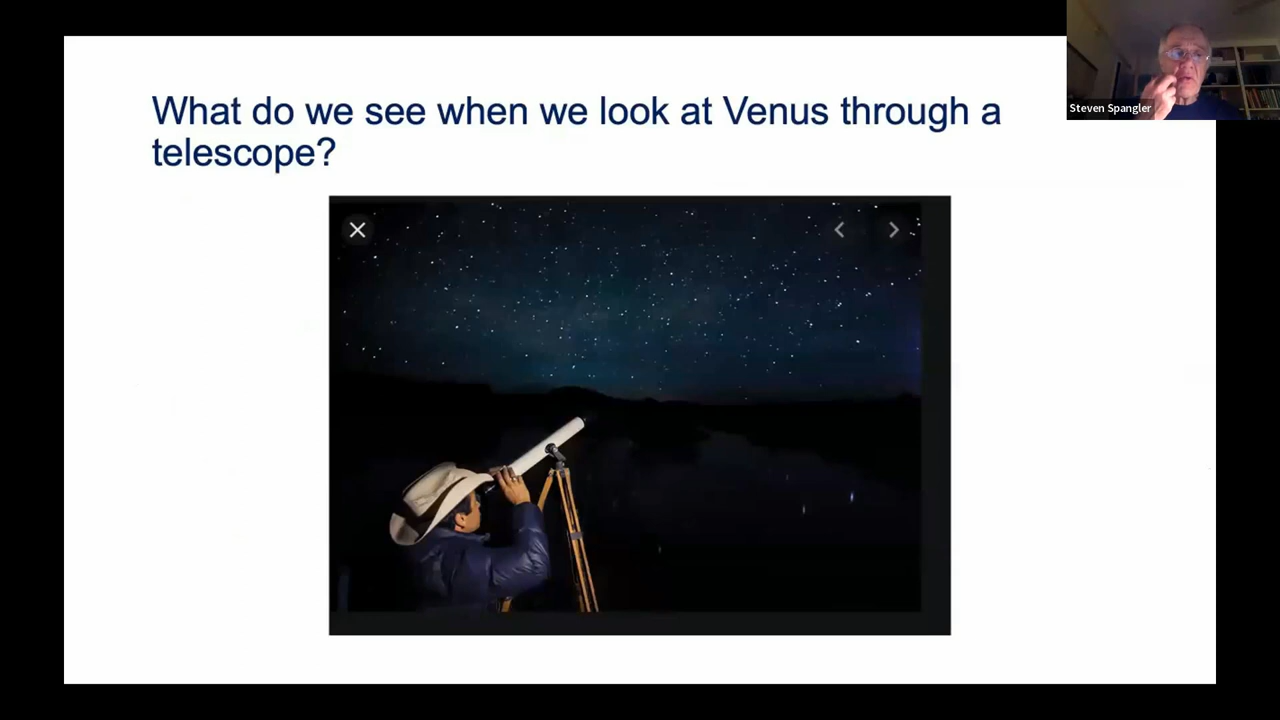 What do we see when we look at Venus through a
telescope?
Steven Spangler